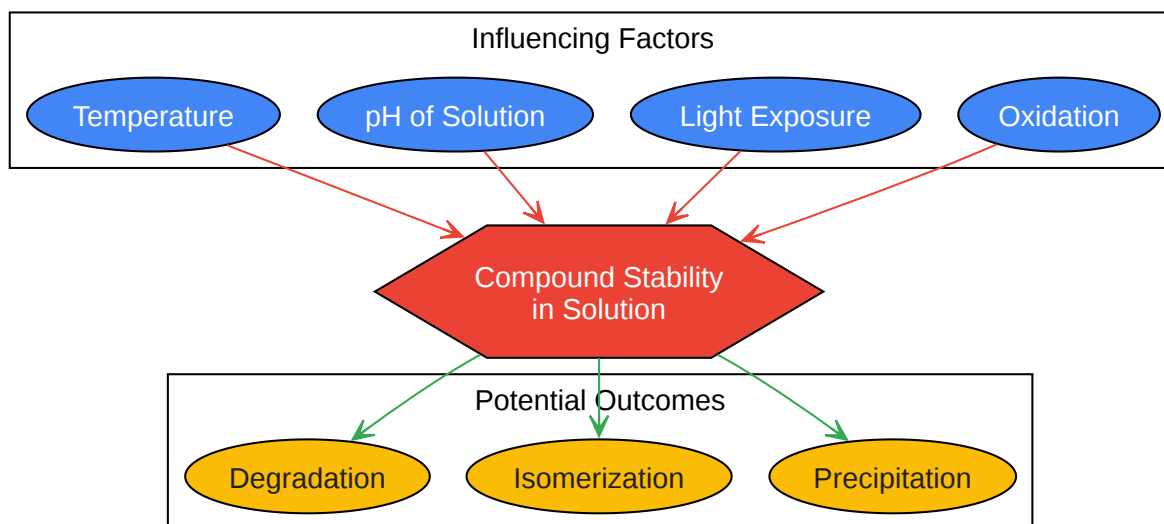 Influencing Factors
Temperature
pH of Solution
Light Exposure
Oxidation
Compound Stability
in Solution
Potential Outcomes
Degradation
Isomerization
Precipitation